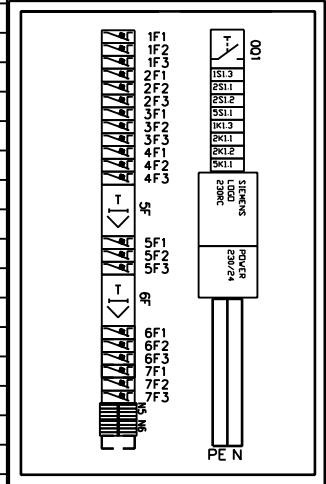 1F1
1F2
1F3
2F1
2F2
2F3
3F1
3F2
3F3
4F1
4F2
4F3
T
5F
5F1
5F2
5F3
T
6F
6F1
6F2
6F3
7F1
7F2
7F3
N5
N6
0Q1
1S1.3
2S1.1
2S1.2
5S1.1
1K1.3
2K1.1
2K1.2
5K1.1
SIEMENS
LOGO
230RC
POWER
230/24
PE N